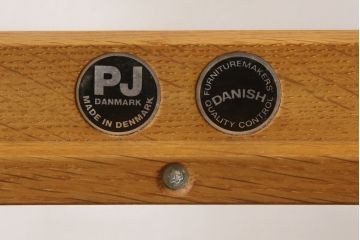 PJ
DANMARK
MADE IN DENMARK
FURNITUREMAKERS'
DANISH
QUALITY CONTROL